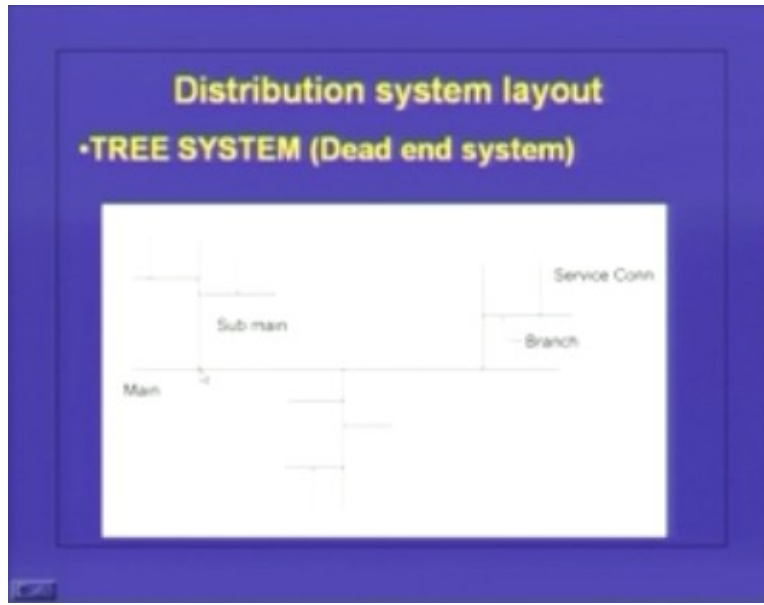 Distribution system layout
•TREE SYSTEM (Dead end system)
Service Conn
Sub main
Branch
Main